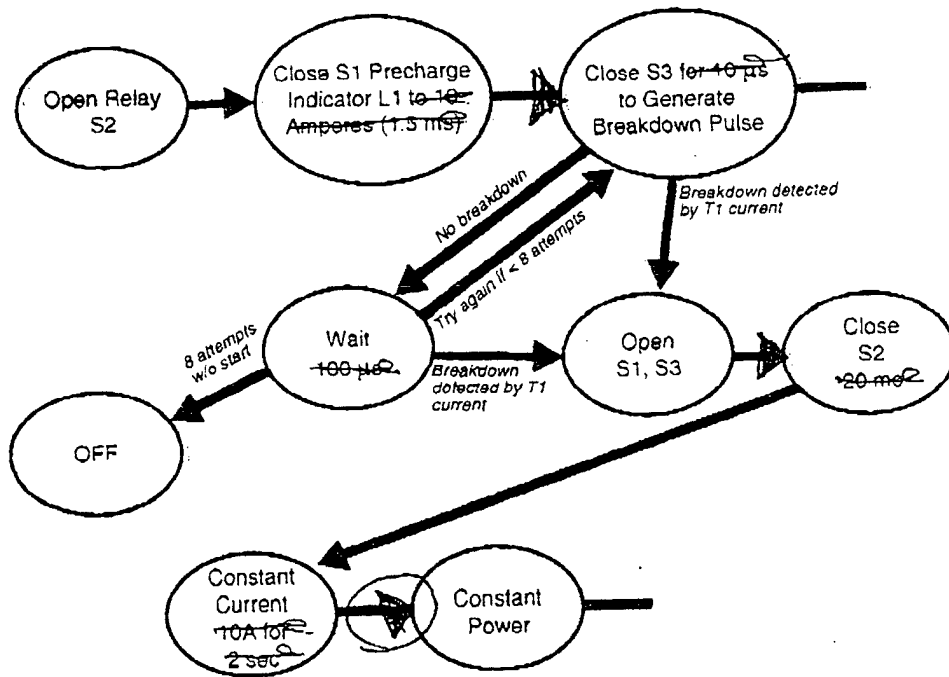 Open Relay
S2
Close S1 Precharge
Indicator L1 to 10
Amperes (1.5 ms)
Close S3 for 10 µs
to Generate
Breakdown Pulse
No breakdown
Try again if < 8 attempts
Breakdown detected
by T1 current
8 attempts
w/o start
Wait
100 µs
Breakdown
detected by T1
current
Open
S1, S3
Close
S2
20 ms
OFF
Constant
Current
10A for
2 sec
Constant
Power